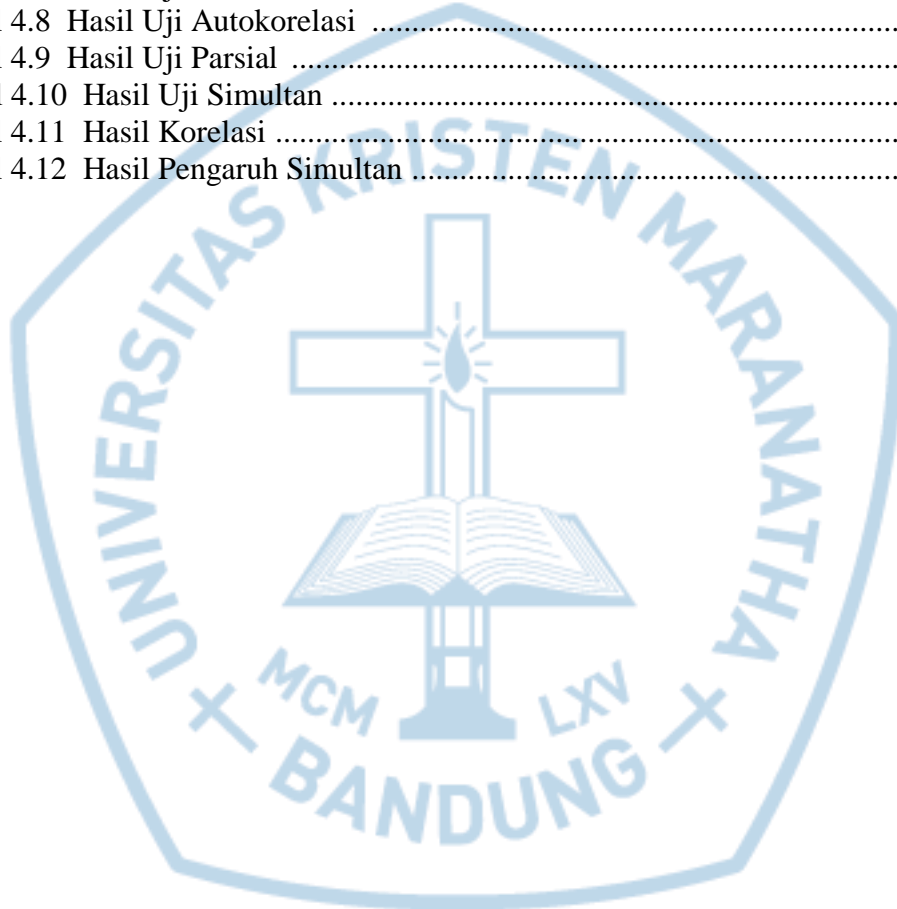 4.8 Hasil Uji Autokorelasi ........................................................................
4.9 Hasil Uji Parsial ....................................................................................
4.10 Hasil Uji Simultan ..............................................................................
4.11 Hasil Korelasi .....................................................................................
4.12 Hasil Pengaruh Simultan ....................................................................
UNIVERSITAS KRISTEN MARANATHA
MCM LXV
BANDUNG